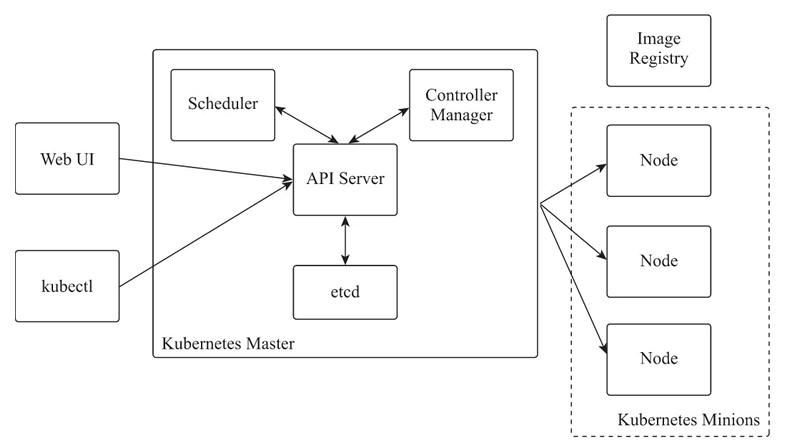 Image
Registry
Scheduler
Controller
Manager
Web UI
API Server
Node
Node
kubectl
etcd
Kubernetes Master
Node
Kubernetes Minions